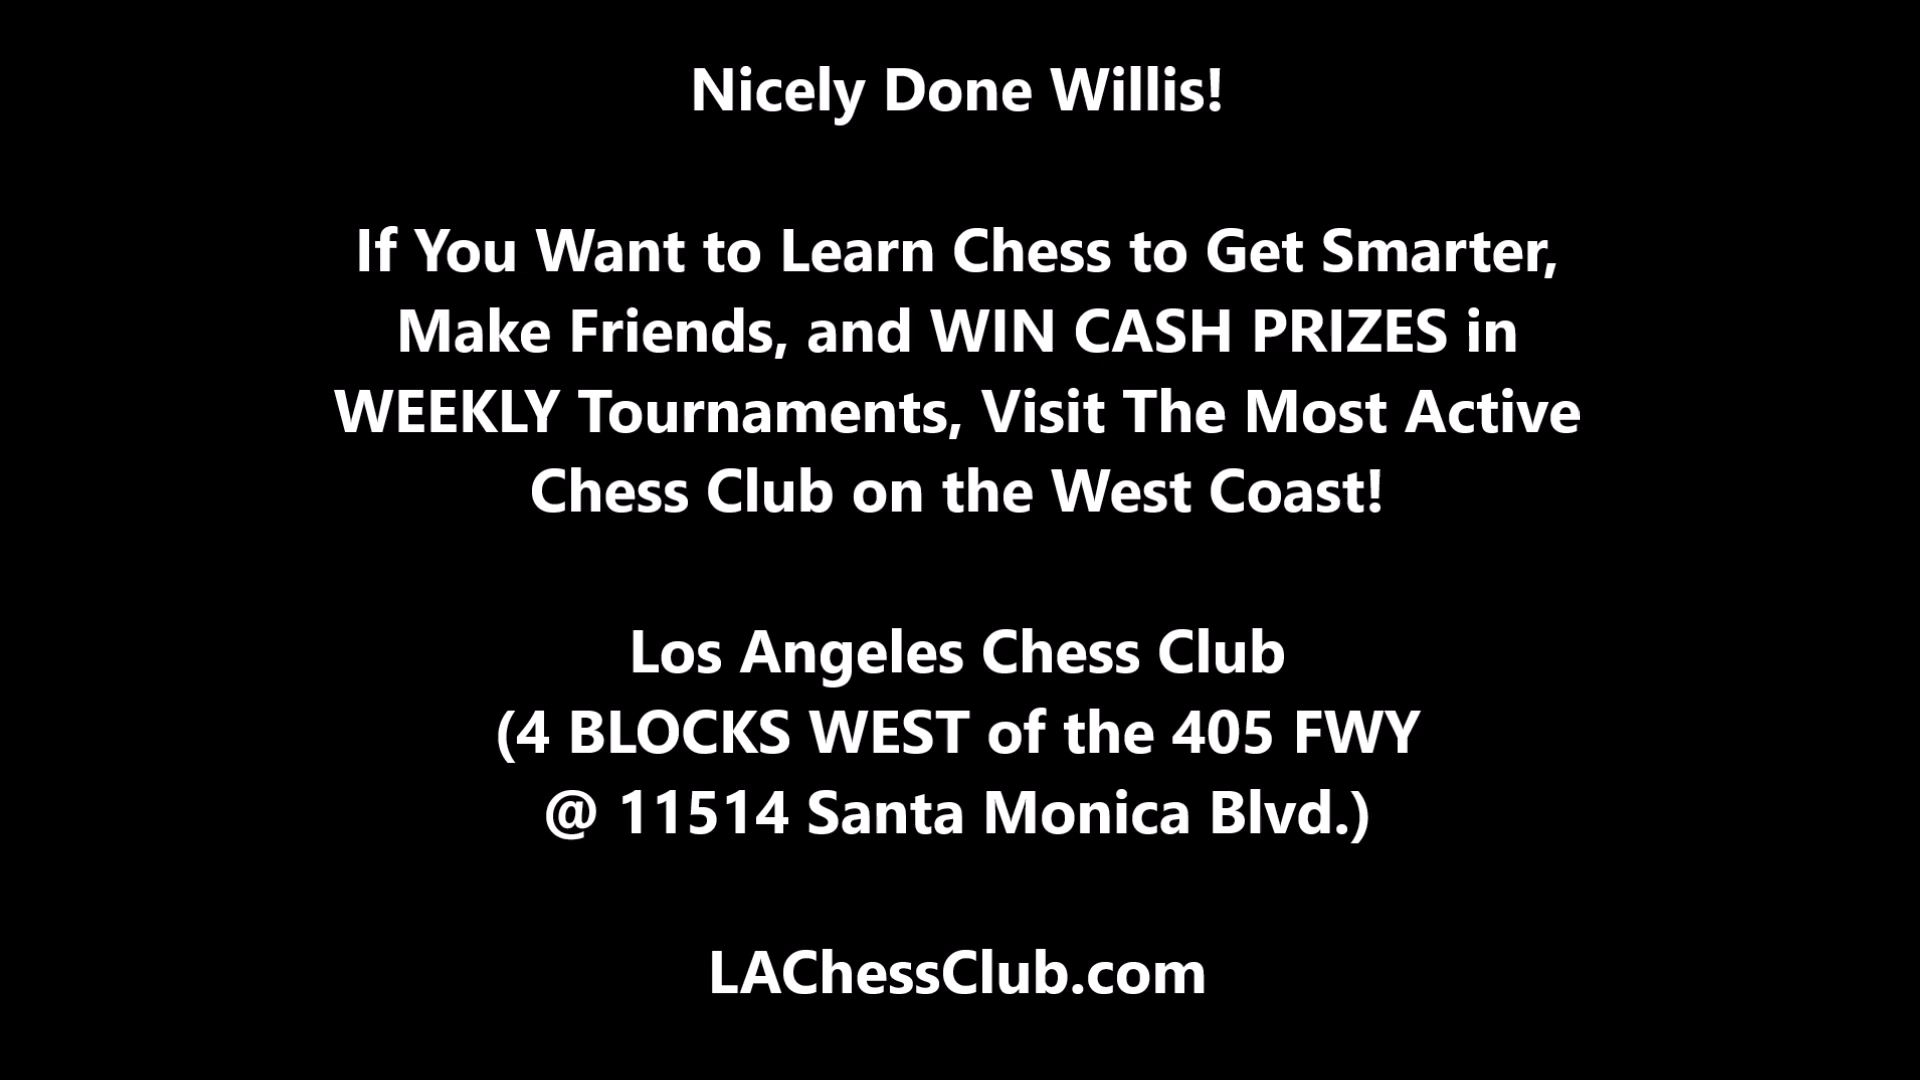 Nicely Done Willis!
If You Want to Learn Chess to Get Smarter,
Make Friends, and WIN CASH PRIZES in
WEEKLY Tournaments, Visit The Most Active
Chess Club on the West Coast!
Los Angeles Chess Club
(4 BLOCKS WEST of the 405 FWY
@ 11514 Santa Monica Blvd.)
LAChessClub.com